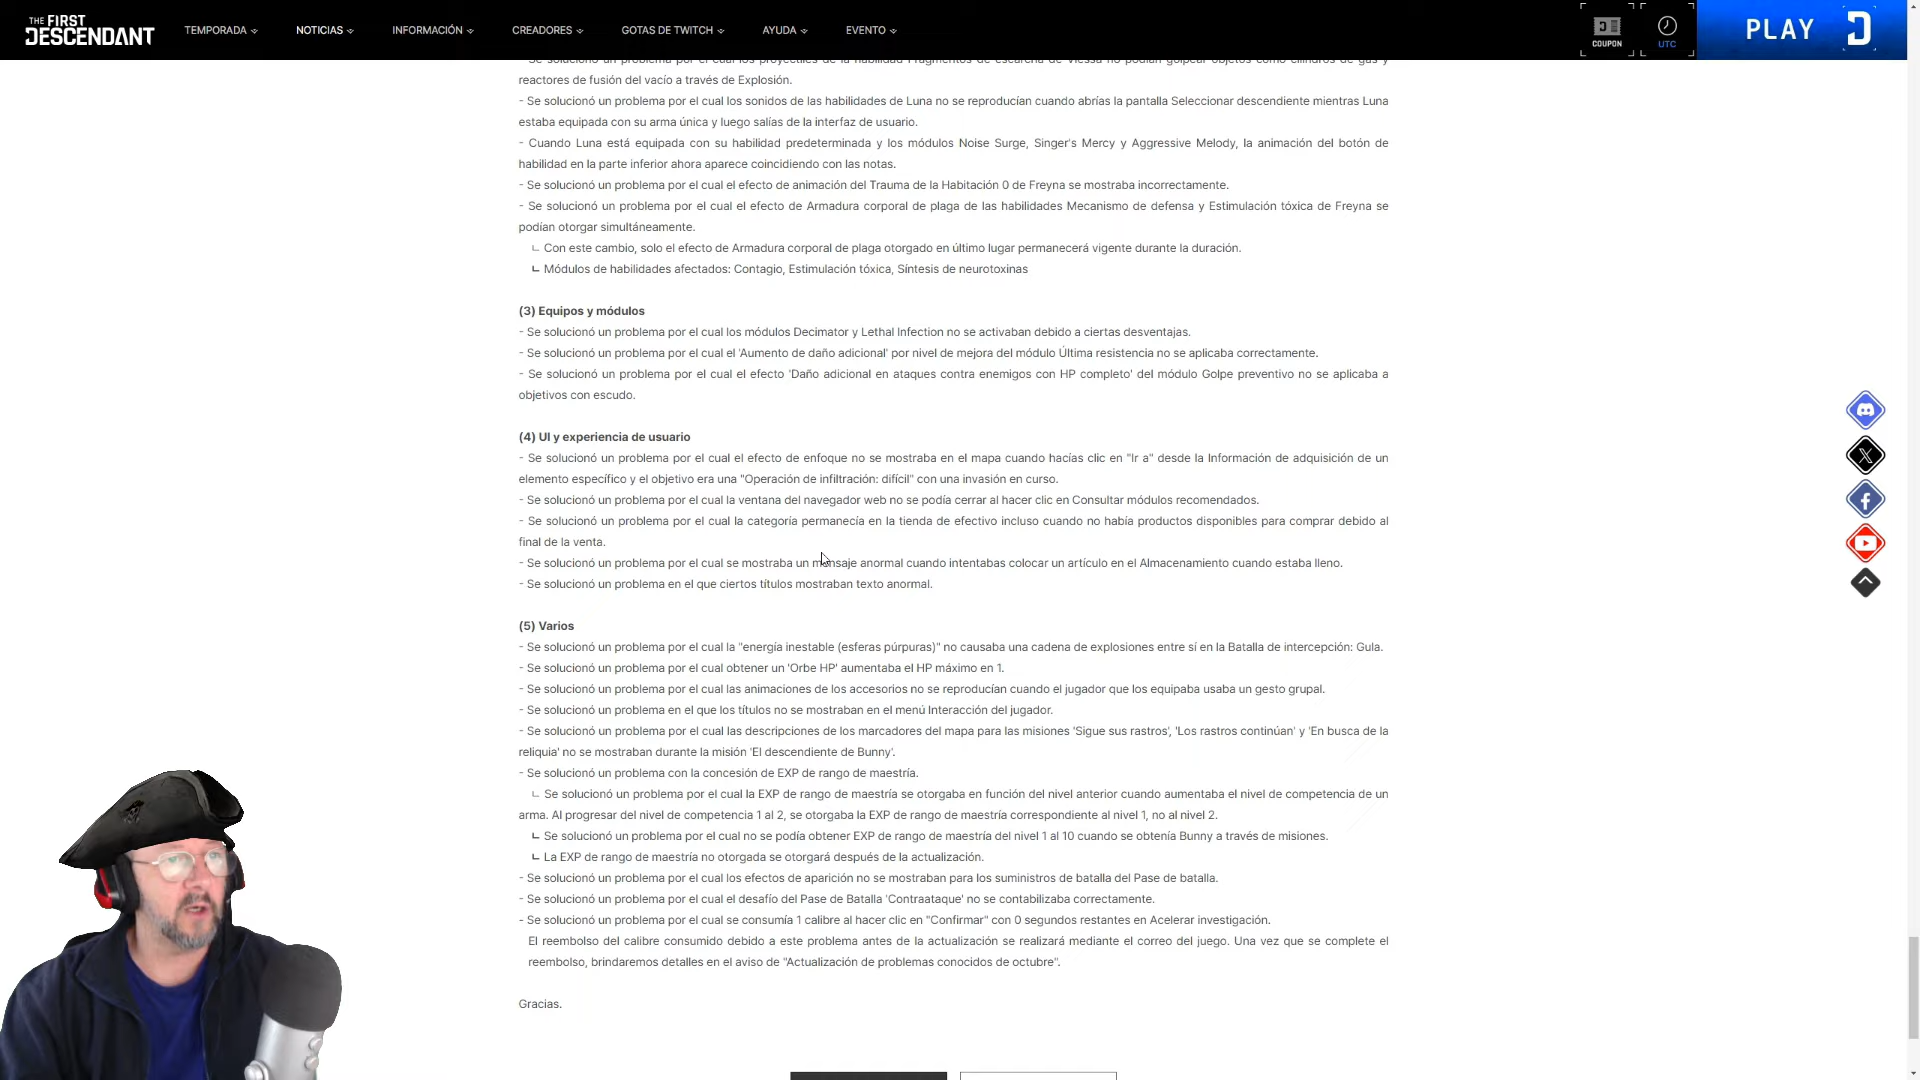 THE FIRST
DESCENDANT
TEMPORADA
NOTICIAS
INFORMACIÓN
CREADORES
GOTAS DE TWITCH
AYUDA
EVENTO
COUPON
UTC
PLAY
- Se solucionó un problema por el cual los proyectiles de la habilidad Fragmentos de escarcha de Viessa no podían golpear objetos como cilindros de gas y
reactores de fusión del vacío a través de Explosión.
- Se solucionó un problema por el cual los sonidos de las habilidades de Luna no se reproducían cuando abrías la pantalla Seleccionar descendiente mientras Luna
estaba equipada con su arma única y luego salías de la interfaz de usuario.
- Cuando Luna está equipada con su habilidad predeterminada y los módulos Noise Surge, Singer's Mercy y Aggressive Melody, la animación del botón de
habilidad en la parte inferior ahora aparece coincidiendo con las notas.
- Se solucionó un problema por el cual el efecto de animación del Trauma de la Habitación 0 de Freyna se mostraba incorrectamente.
- Se solucionó un problema por el cual el efecto de Armadura corporal de plaga de las habilidades Mecanismo de defensa y Estimulación tóxica de Freyna se
podían otorgar simultáneamente.
ㄴ Con este cambio, solo el efecto de Armadura corporal de plaga otorgado en último lugar permanecerá vigente durante la duración.
ㄴ Módulos de habilidades afectados: Contagio, Estimulación tóxica, Síntesis de neurotoxinas
(3) Equipos y módulos
- Se solucionó un problema por el cual los módulos Decimator y Lethal Infection no se activaban debido a ciertas desventajas.
- Se solucionó un problema por el cual el 'Aumento de daño adicional' por nivel de mejora del módulo Última resistencia no se aplicaba correctamente.
- Se solucionó un problema por el cual el efecto 'Daño adicional en ataques contra enemigos con HP completo' del módulo Golpe preventivo no se aplicaba a
objetivos con escudo.
(4) UI y experiencia de usuario
- Se solucionó un problema por el cual el efecto de enfoque no se mostraba en el mapa cuando hacías clic en "Ir a" desde la Información de adquisición de un
elemento específico y el objetivo era una "Operación de infiltración: difícil" con una invasión en curso.
- Se solucionó un problema por el cual la ventana del navegador web no se podía cerrar al hacer clic en Consultar módulos recomendados.
- Se solucionó un problema por el cual la categoría permanecía en la tienda de efectivo incluso cuando no había productos disponibles para comprar debido al
final de la venta.
- Se solucionó un problema por el cual se mostraba un mensaje anormal cuando intentabas colocar un artículo en el Almacenamiento cuando estaba lleno.
- Se solucionó un problema en el que ciertos títulos mostraban texto anormal.
(5) Varios
- Se solucionó un problema por el cual la "energía inestable (esferas púrpuras)" no causaba una cadena de explosiones entre sí en la Batalla de intercepción: Gula.
- Se solucionó un problema por el cual obtener un 'Orbe HP' aumentaba el HP máximo en 1.
- Se solucionó un problema por el cual las animaciones de los accesorios no se reproducían cuando el jugador que los equipaba usaba un gesto grupal.
- Se solucionó un problema en el que los títulos no se mostraban en el menú Interacción del jugador.
- Se solucionó un problema por el cual las descripciones de los marcadores del mapa para las misiones 'Sigue sus rastros', 'Los rastros continúan' y 'En busca de la
reliquia' no se mostraban durante la misión 'El descendiente de Bunny'.
- Se solucionó un problema con la concesión de EXP de rango de maestría.
ㄴ Se solucionó un problema por el cual la EXP de rango de maestría se otorgaba en función del nivel anterior cuando aumentaba el nivel de competencia de un
arma. Al progresar del nivel de competencia 1 al 2, se otorgaba la EXP de rango de maestría correspondiente al nivel 1, no al nivel 2.
ㄴ Se solucionó un problema por el cual no se podía obtener EXP de rango de maestría del nivel 1 al 10 cuando se obtenía Bunny a través de misiones.
ㄴ La EXP de rango de maestría no otorgada se otorgará después de la actualización.
- Se solucionó un problema por el cual los efectos de aparición no se mostraban para los suministros de batalla del Pase de batalla.
- Se solucionó un problema por el cual el desafío del Pase de Batalla 'Contraataque' no se contabilizaba correctamente.
- Se solucionó un problema por el cual se consumía 1 calibre al hacer clic en "Confirmar" con 0 segundos restantes en Acelerar investigación.
El reembolso del calibre consumido debido a este problema antes de la actualización se realizará mediante el correo del juego. Una vez que se complete el
reembolso, brindaremos detalles en el aviso de "Actualización de problemas conocidos de octubre".
Gracias.